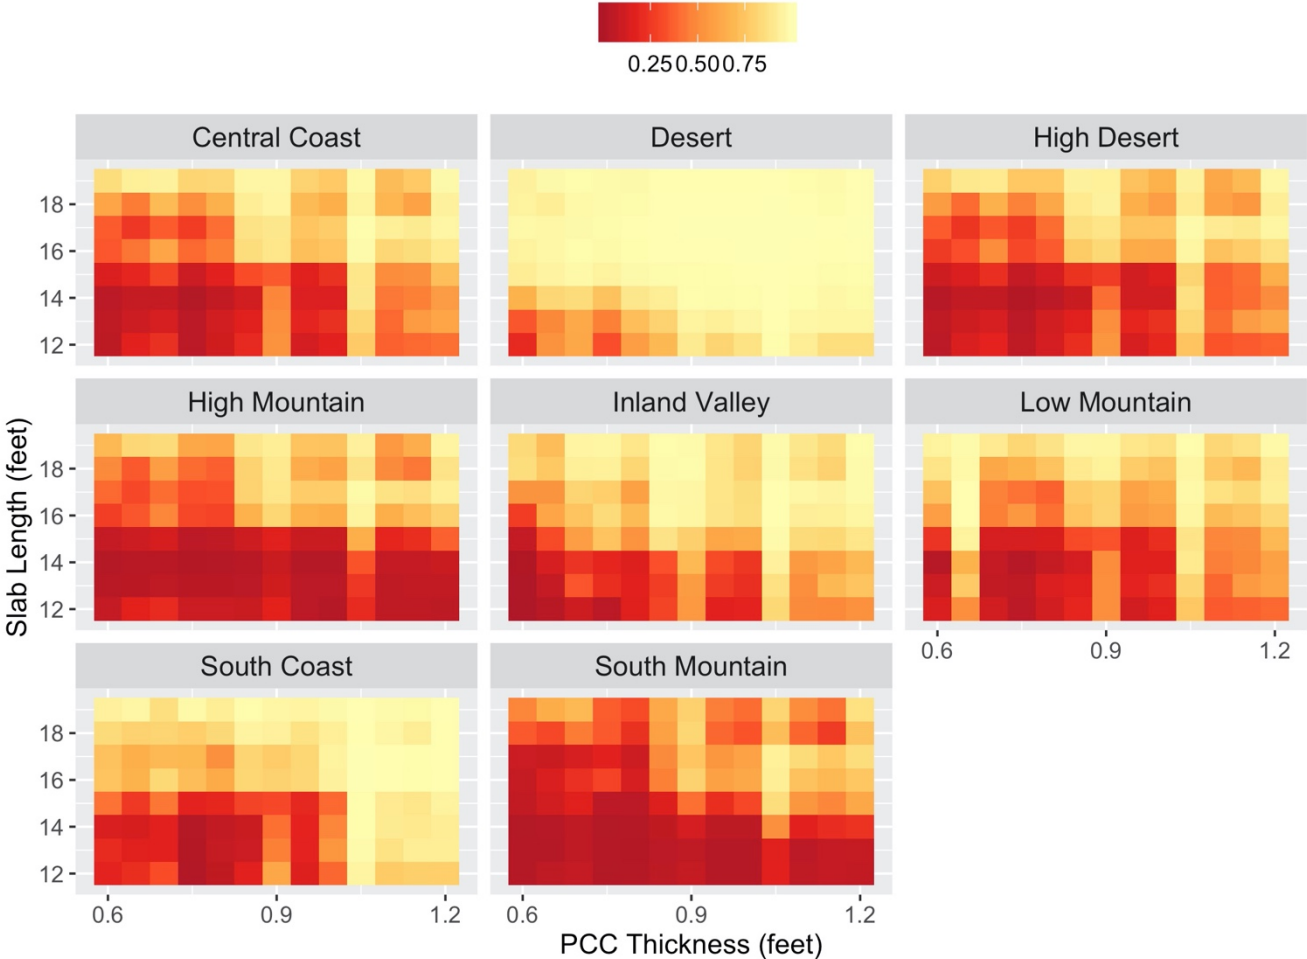 0.25 0.50 0.75
Central Coast
Desert
High Desert
18
16
14
12
High Mountain
Inland Valley
Low Mountain
18
16
14
12
0.6 0.9 1.2
South Coast
South Mountain
18
16
14
12
0.6 0.9 1.2
0.6 0.9 1.2
Slab Length (feet)
PCC Thickness (feet)